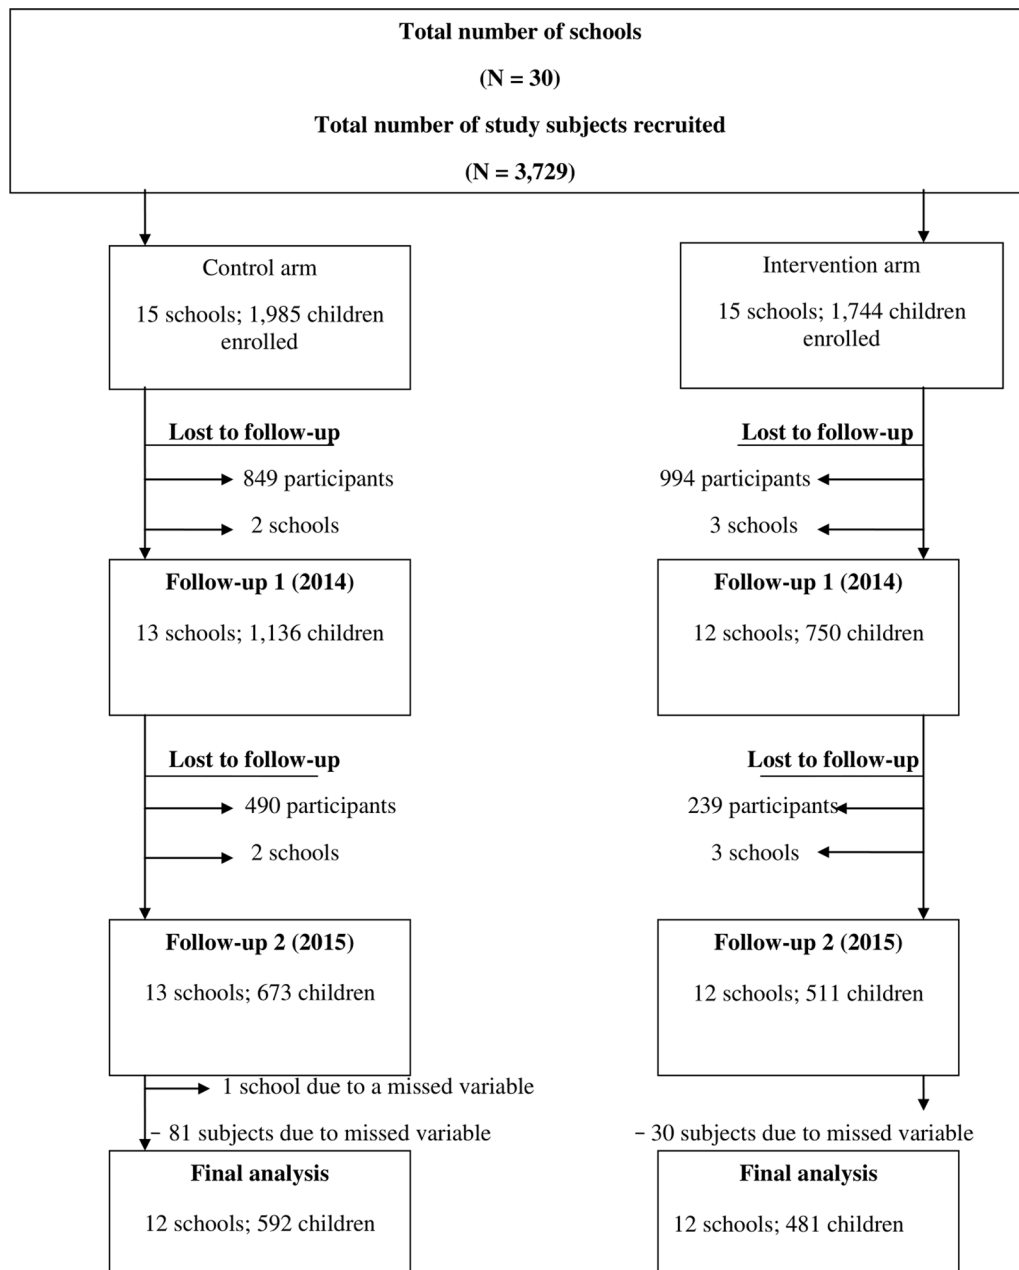 Total number of schools
(N = 30)
Total number of study subjects recruited
(N = 3,729)
Control arm
15 schools; 1,985 children
enrolled
Intervention arm
15 schools; 1,744 children
enrolled
Lost to follow-up
849 participants
2 schools
Lost to follow-up
994 participants
3 schools
Follow-up 1 (2014)
13 schools; 1,136 children
Follow-up 1 (2014)
12 schools; 750 children
Lost to follow-up
490 participants
2 schools
Lost to follow-up
239 participants
3 schools
Follow-up 2 (2015)
13 schools; 673 children
Follow-up 2 (2015)
12 schools; 511 children
1 school due to a missed variable
– 81 subjects due to missed variable
– 30 subjects due to missed variable
Final analysis
12 schools; 592 children
Final analysis
12 schools; 481 children